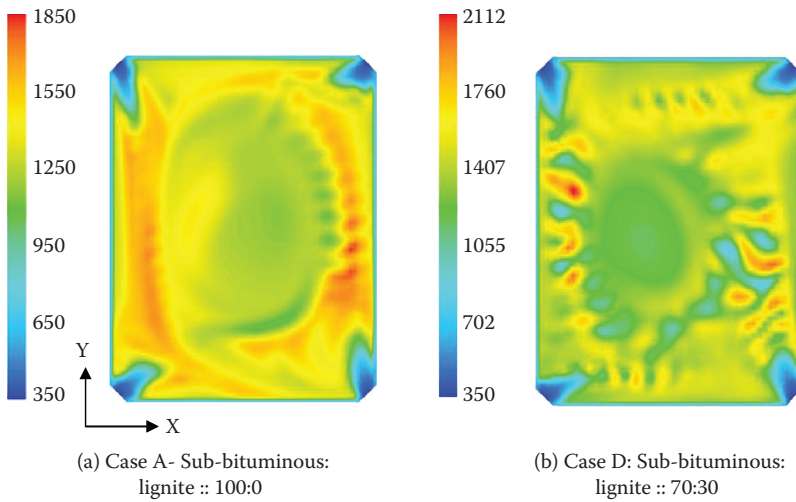 1850
1550
1250
950
650
350
Y
X
(a) Case A- Sub-bituminous:
lignite :: 100:0
2112
1760
1407
1055
702
350
(b) Case D: Sub-bituminous:
lignite :: 70:30